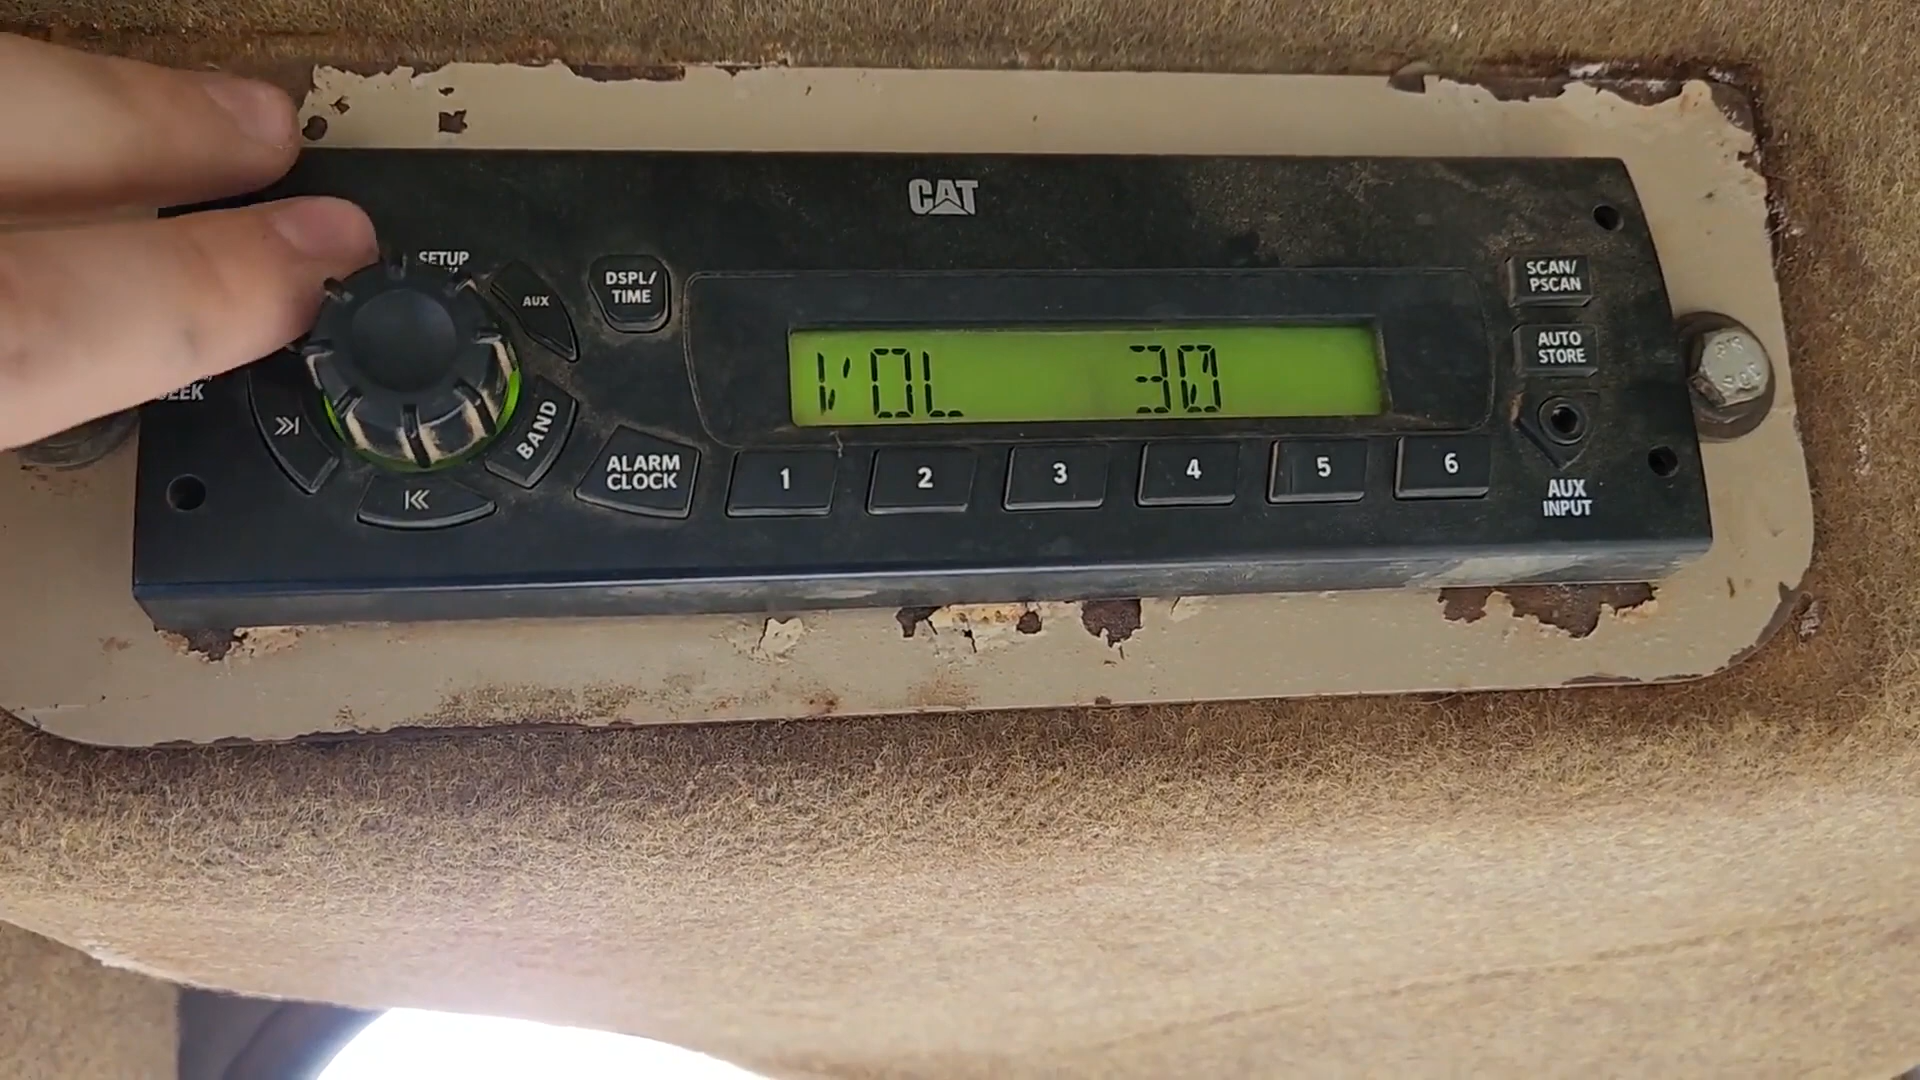 CAT
SETUP
AUX
DSPL/
TIME
SCAN/
PSCAN
VOL 30
AUTO
STORE
BAND
ALARM
CLOCK
1
2
3
4
5
6
AUX
INPUT